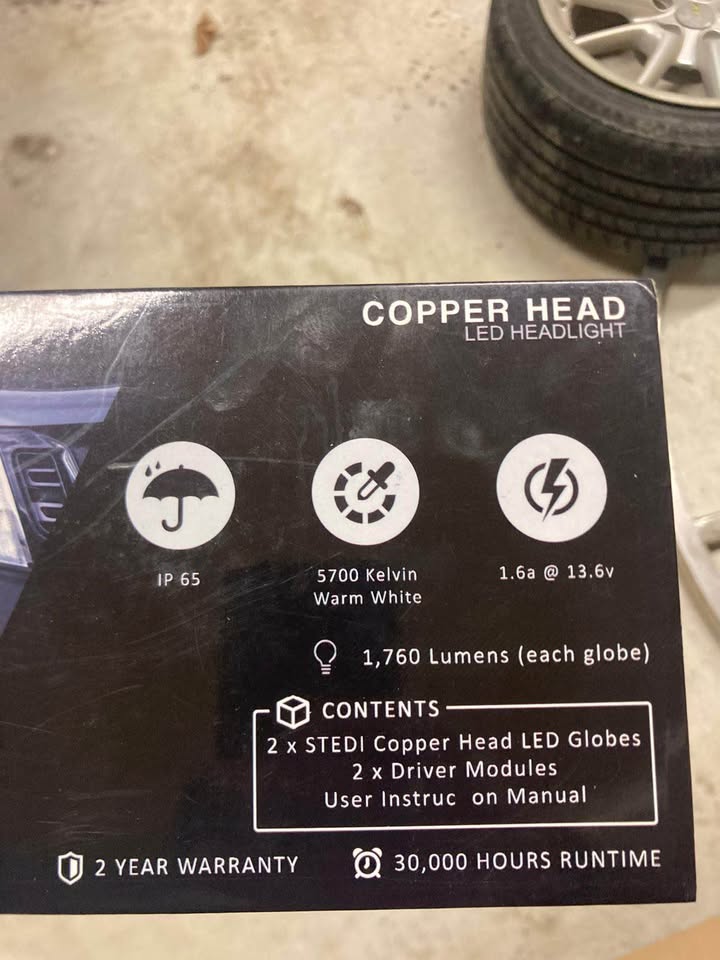 COPPER HEAD
LED HEADLIGHT
IP 65
5700 Kelvin
Warm White
1.6a @ 13.6v
1,760 Lumens (each globe)
CONTENTS
2 x STEDI Copper Head LED Globes
2 x Driver Modules
User Instruc on Manual
2 YEAR WARRANTY
30,000 HOURS RUNTIME